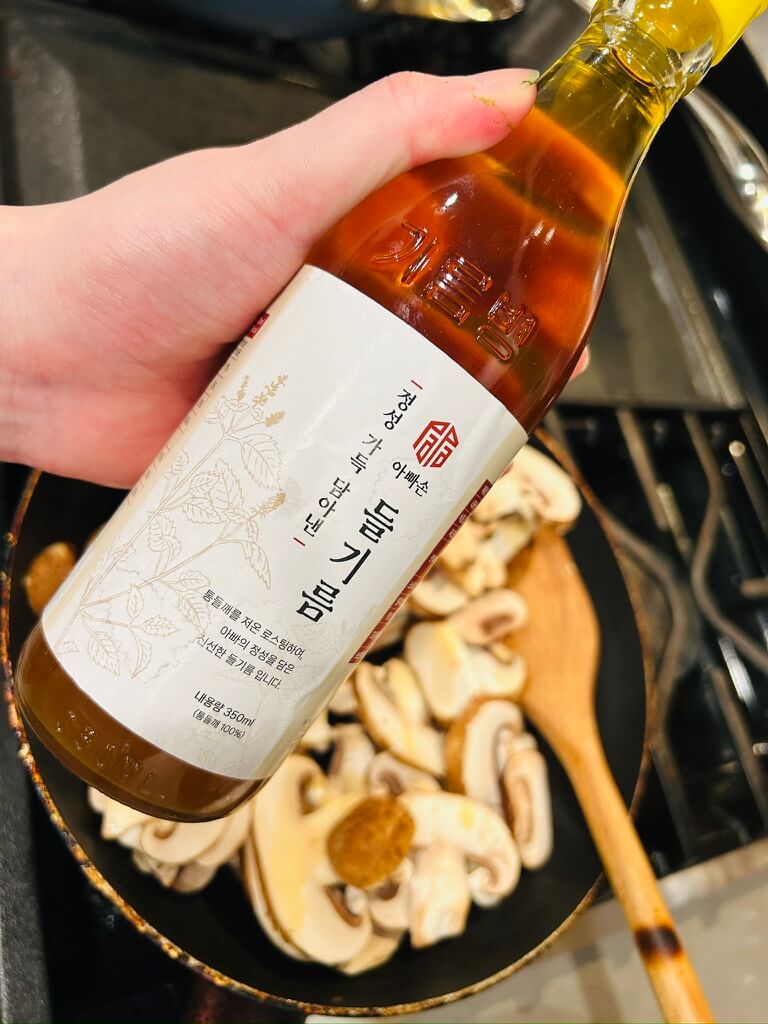 기름병
아빠손
정성 가득 담아낸
들기름
통들깨를 저온 로스팅하여,
아빠의 정성을 담은
신선한 들기름 입니다.
내용량 350ml
(통들깨 100%)